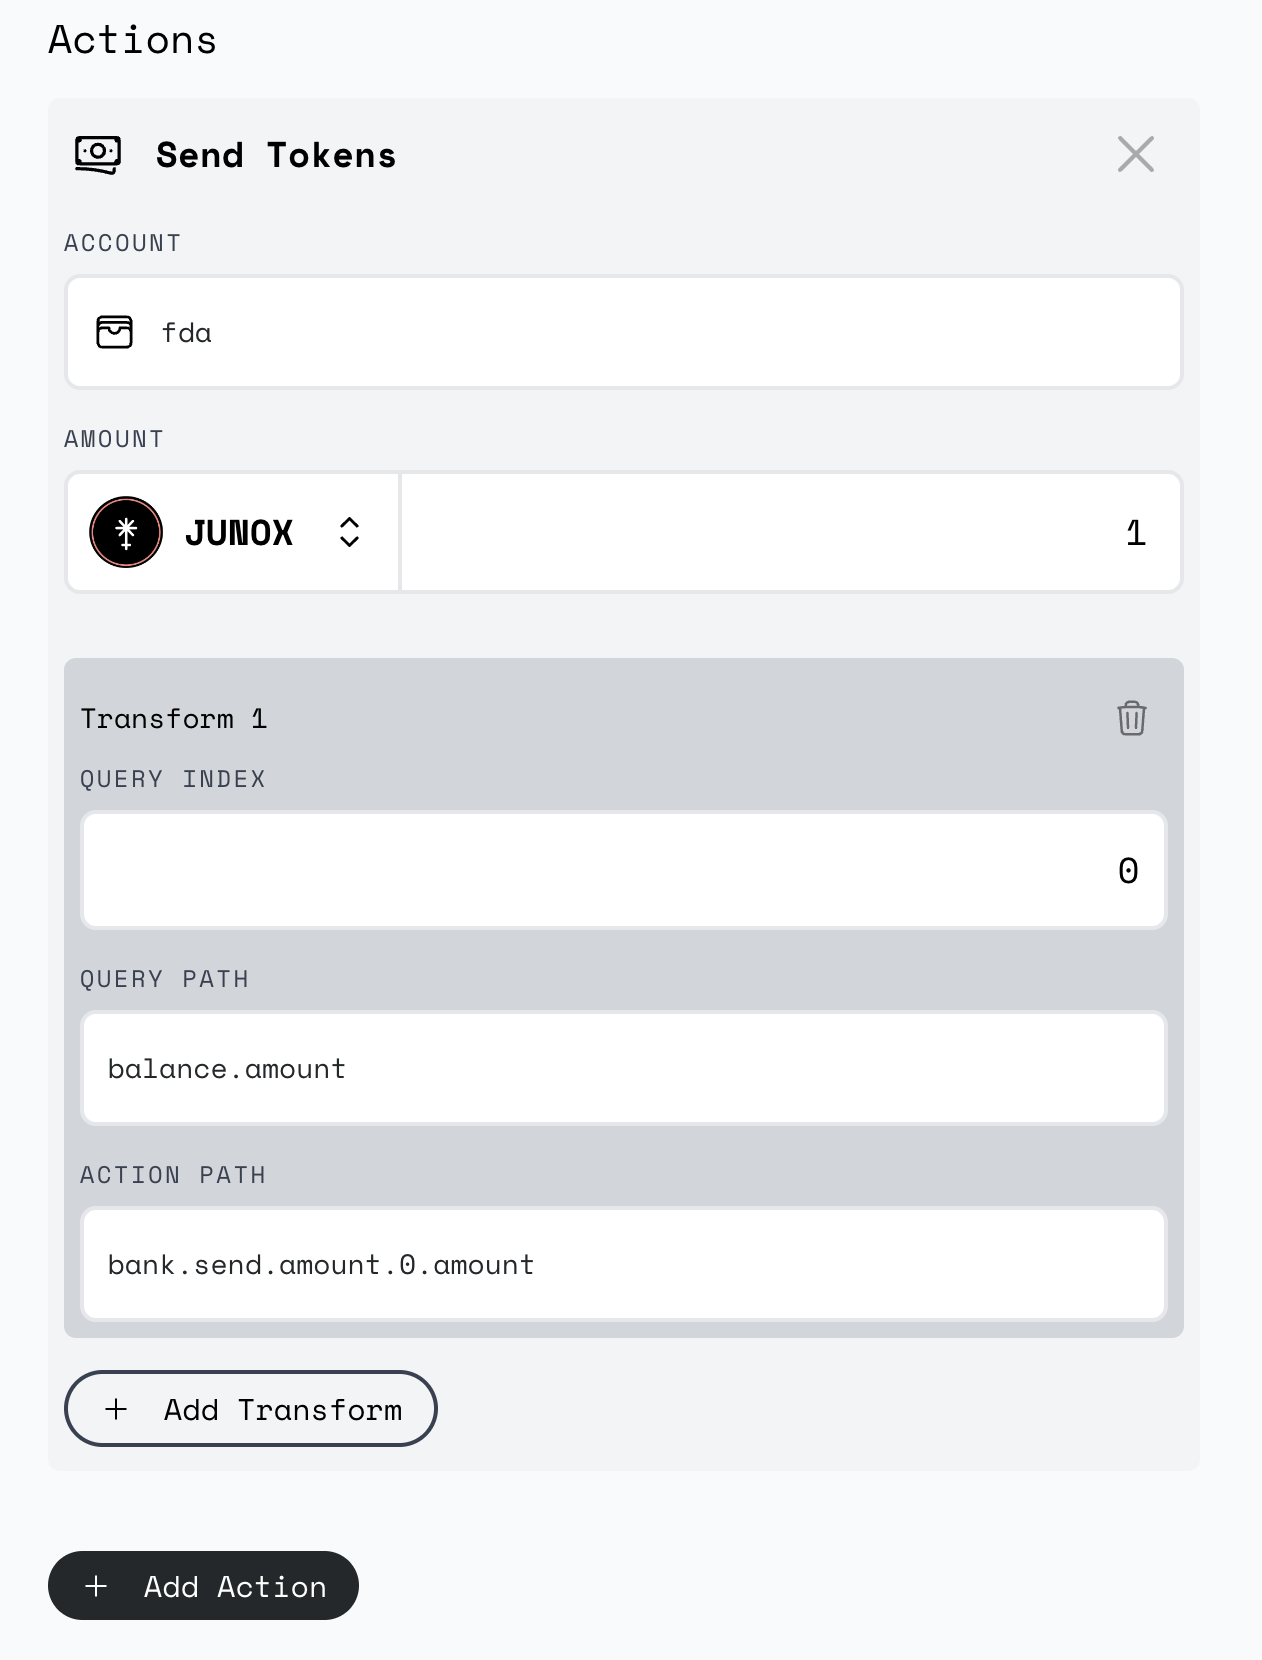 Actions
Send Tokens
ACCOUNT
fda
AMOUNT
JUNOX
1
Transform 1
QUERY INDEX
0
QUERY PATH
balance.amount
ACTION PATH
bank.send.amount.0.amount
Add Transform
Add Action